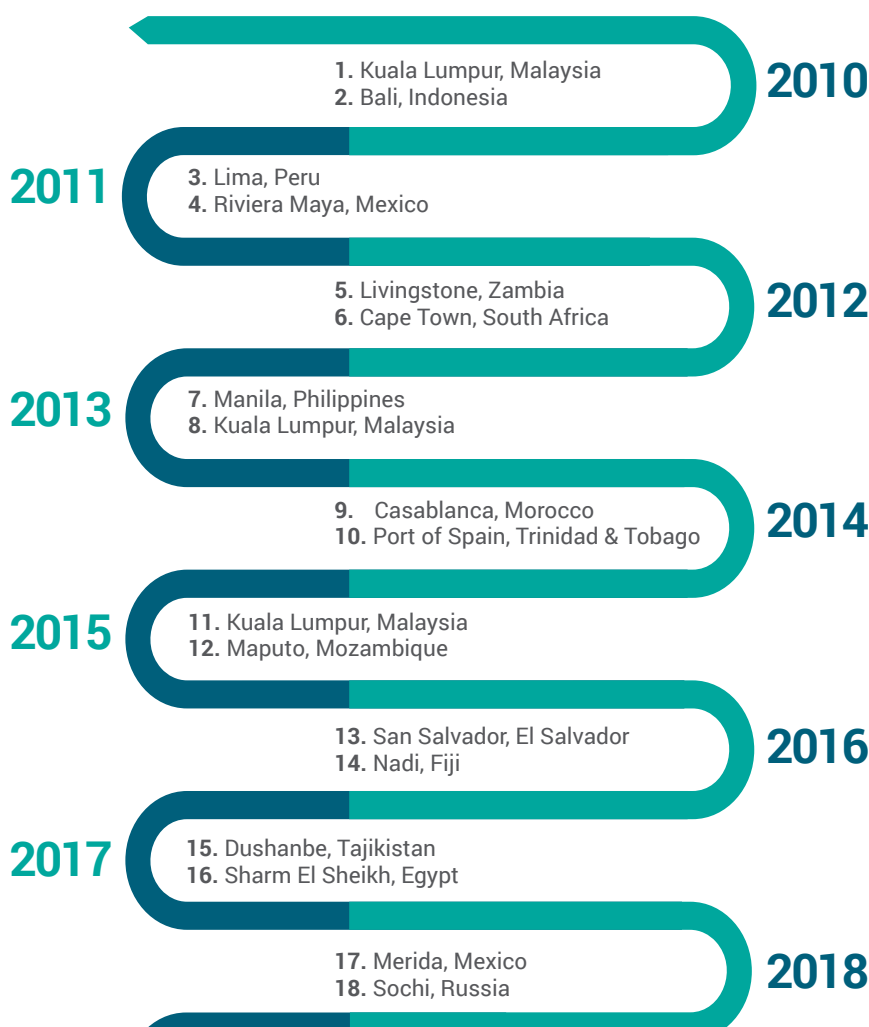 1. Kuala Lumpur, Malaysia
2. Bali, Indonesia
2010
2011
3. Lima, Peru
4. Riviera Maya, Mexico
5. Livingstone, Zambia
6. Cape Town, South Africa
2012
2013
7. Manila, Philippines
8. Kuala Lumpur, Malaysia
9. Casablanca, Morocco
10. Port of Spain, Trinidad & Tobago
2014
2015
11. Kuala Lumpur, Malaysia
12. Maputo, Mozambique
13. San Salvador, El Salvador
14. Nadi, Fiji
2016
2017
15. Dushanbe, Tajikistan
16. Sharm El Sheikh, Egypt
17. Merida, Mexico
18. Sochi, Russia
2018